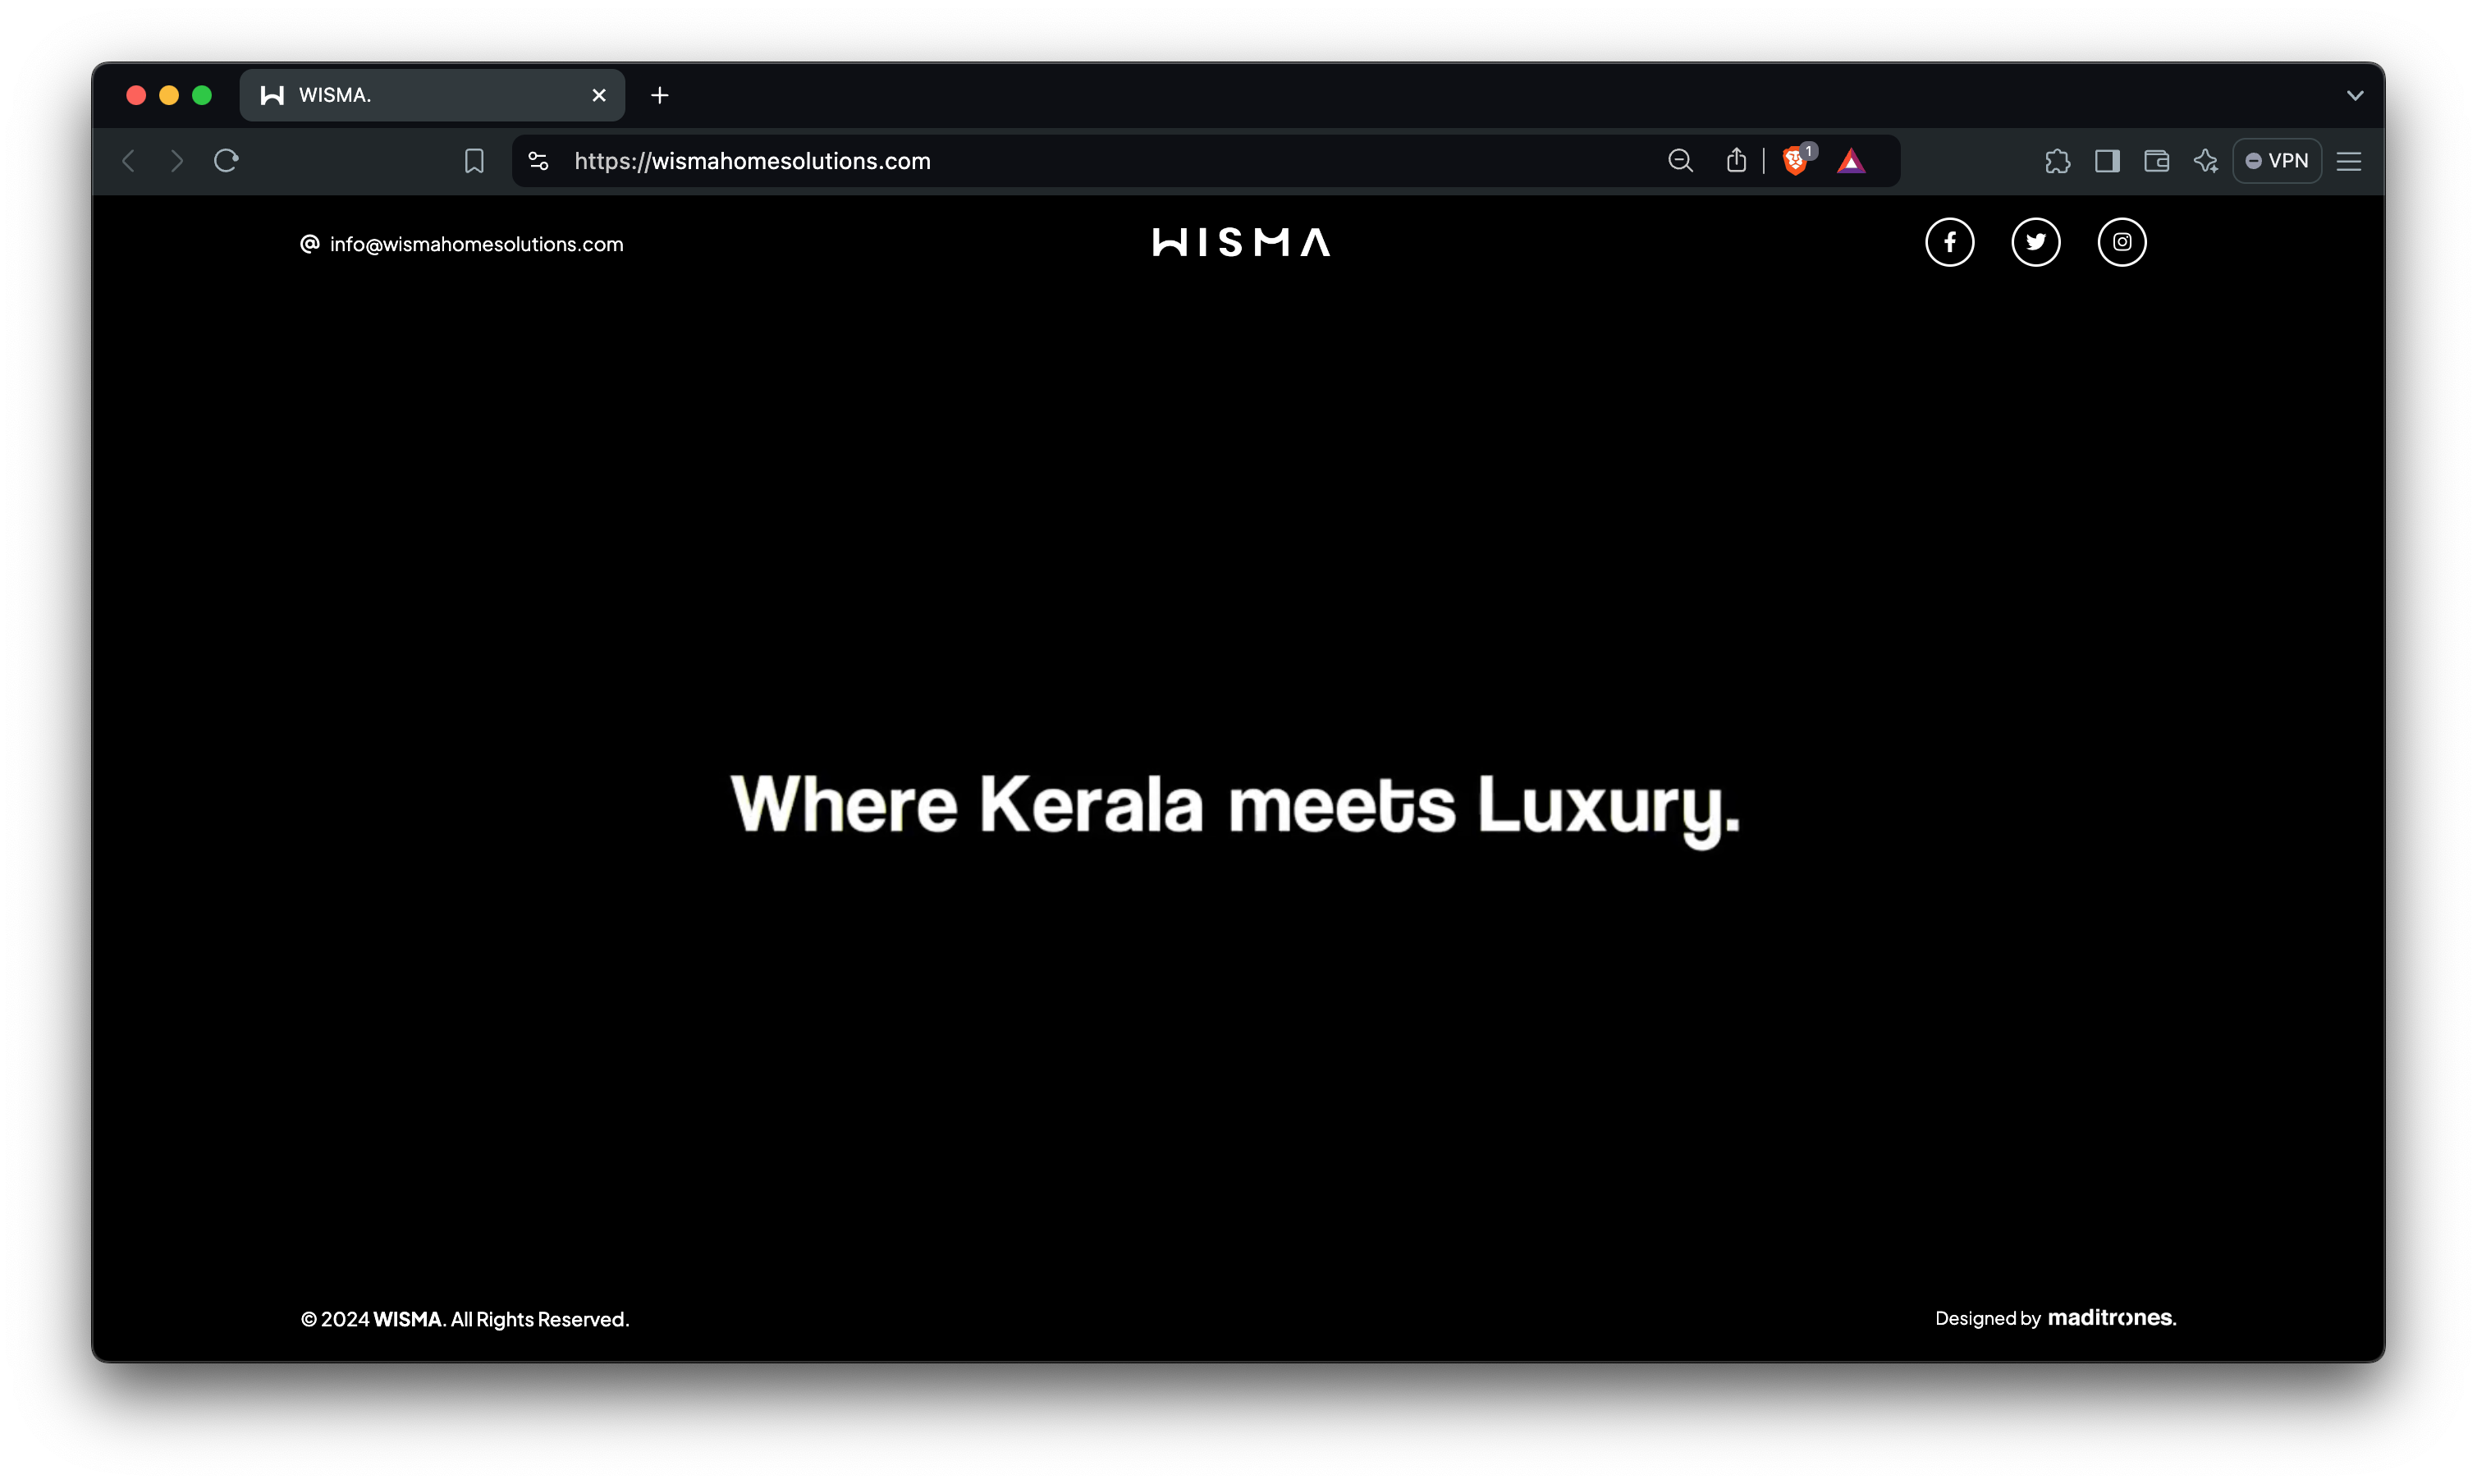 WISMA.
https://wismahomesolutions.com
1
VPN
@ info@wismahomesolutions.com
WISMA
Where Kerala meets Luxury.
© 2024 WISMA. All Rights Reserved.
Designed by maditrones.